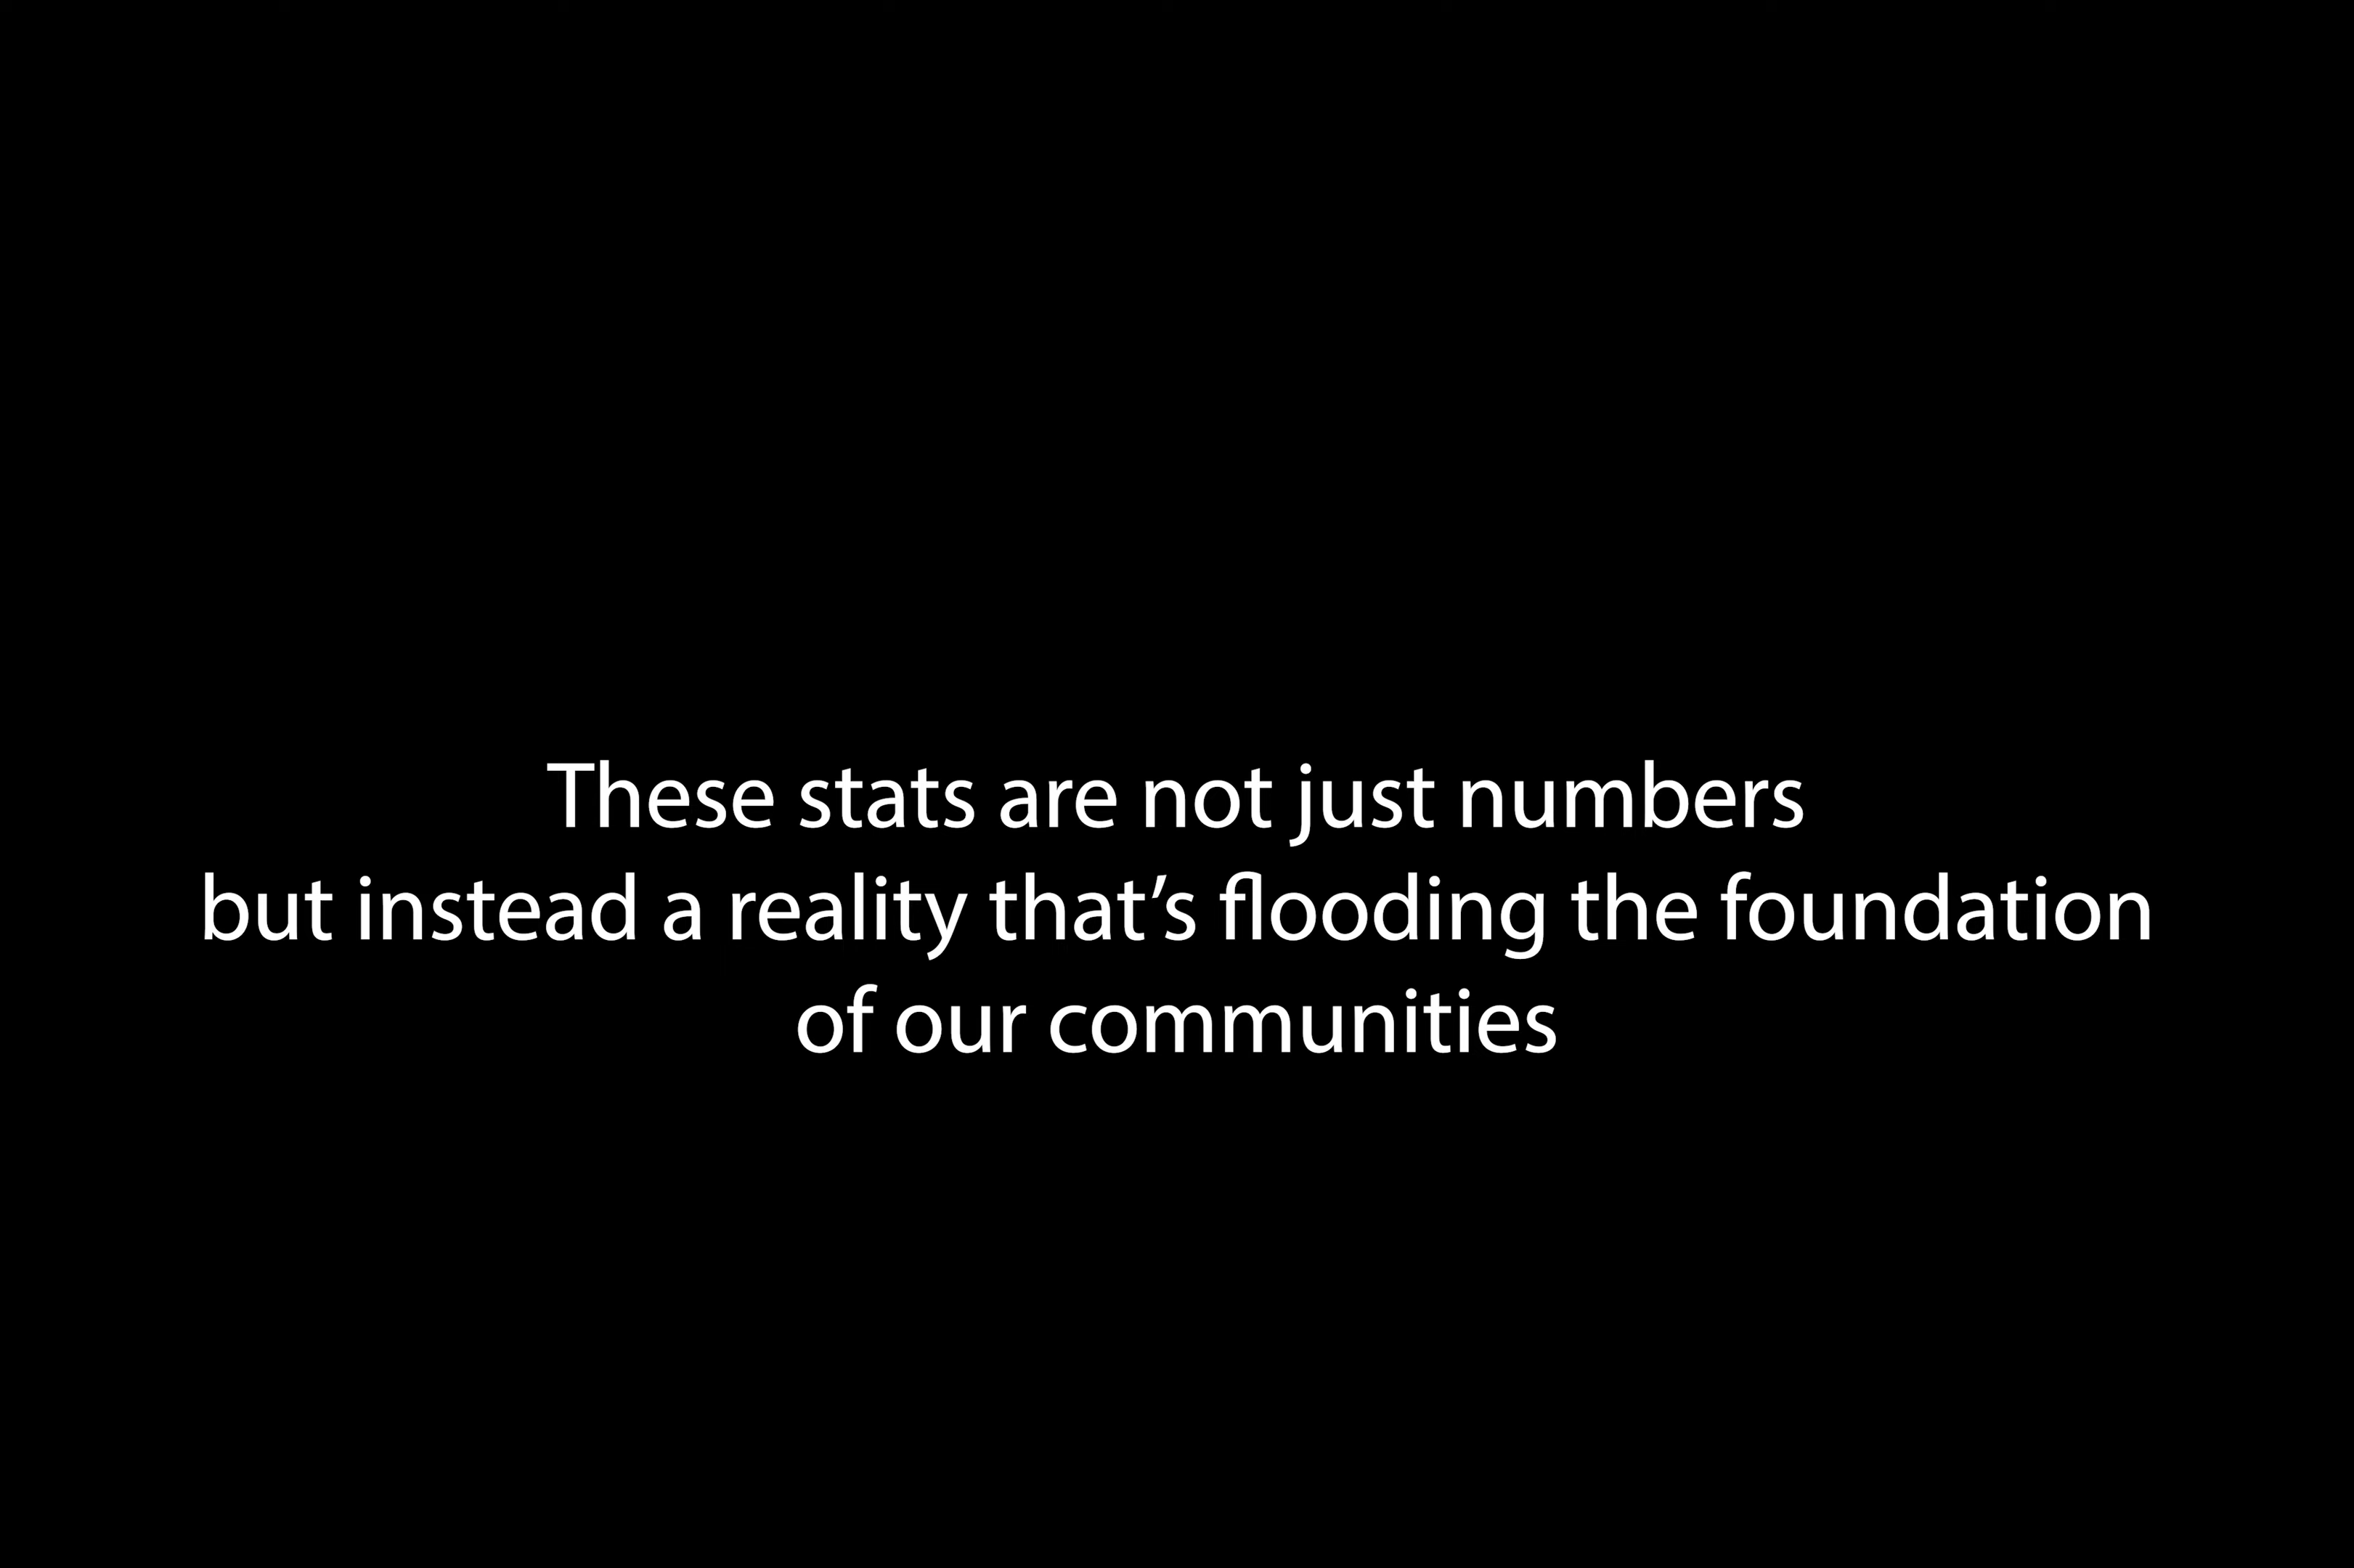 These stats are not just numbers
but instead a reality that’s flooding the foundation
of our communities